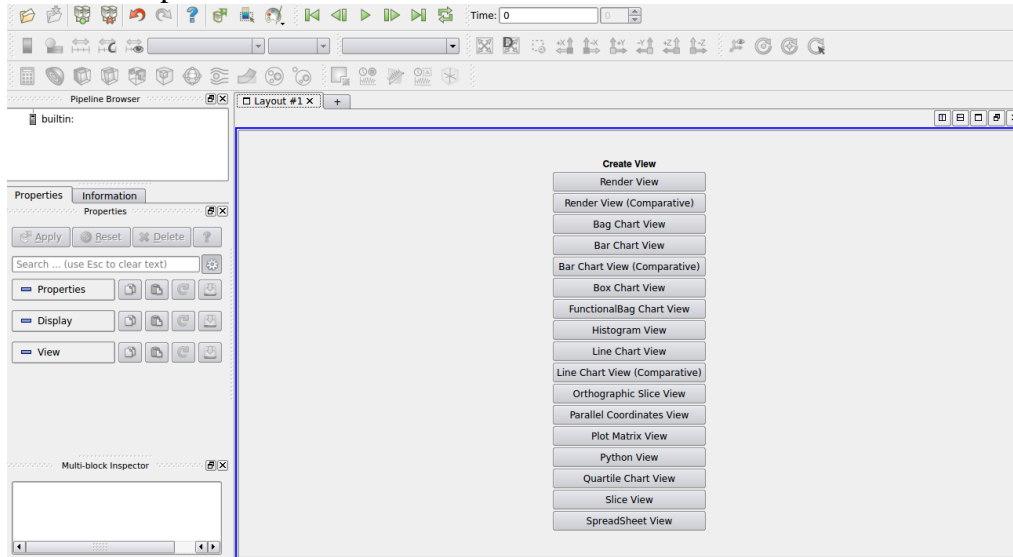 Time: 0
0
Pipeline Browser
Layout #1
+
builtin:
Create View
Render View
Render View (Comparative)
Bag Chart View
Bar Chart View
Bar Chart View (Comparative)
Box Chart View
FunctionalBag Chart View
Histogram View
Line Chart View
Line Chart View (Comparative)
Orthographic Slice View
Parallel Coordinates View
Plot Matrix View
Python View
Quartile Chart View
Slice View
SpreadSheet View
Properties Information
Properties
Apply Reset Delete ?
Search ... (use Esc to clear text)
Properties
Display
View
Multi-block Inspector